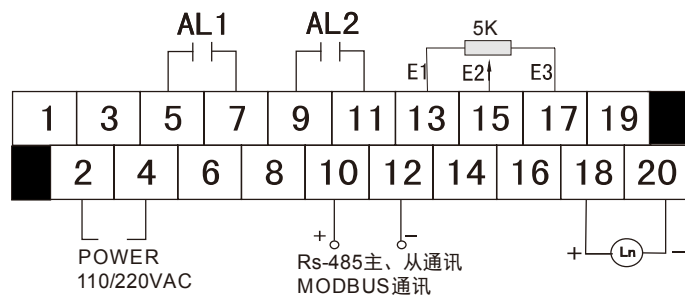 AL1 AL2 5K
E1 E2 E3
1 3 5 7 9 11 13 15 17 19
2 4 6 8 10 12 14 16 18 20
+ − + Ln −
POWER
110/220VAC
Rs-485主、从通讯
MODBUS通讯